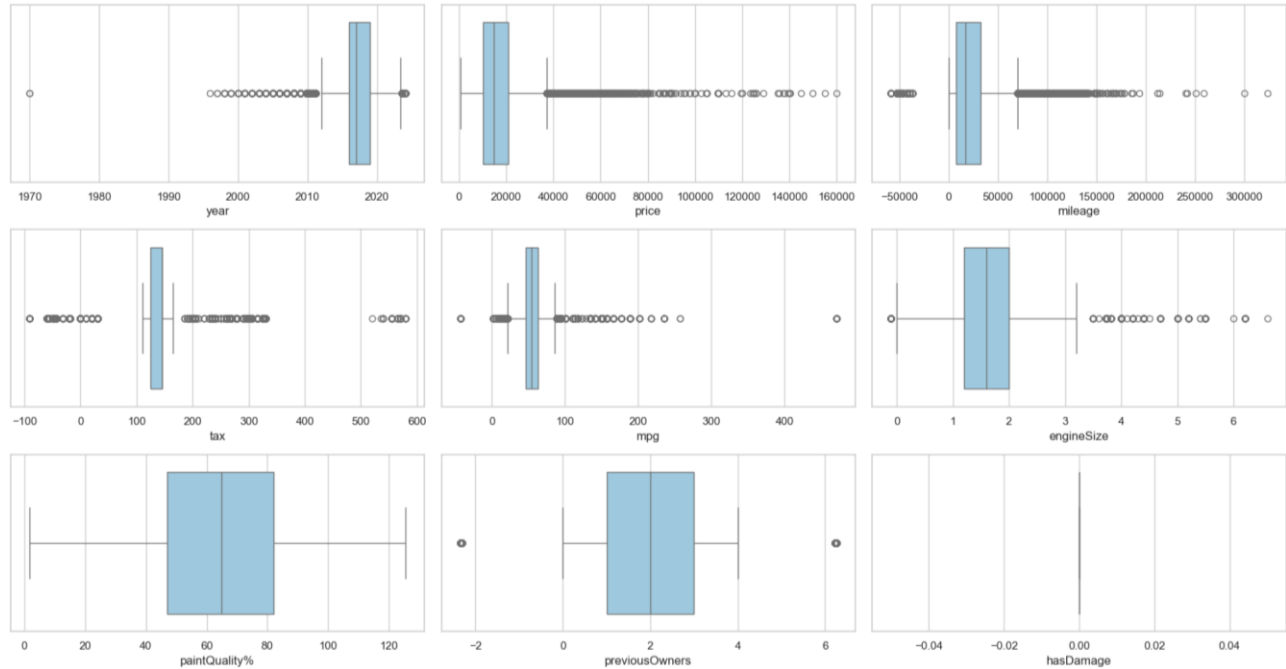 1970 1980 1990 2000 2010 2020
year
0 20000 40000 60000 80000 100000 120000 140000 160000
price
−50000 0 50000 100000 150000 200000 250000 300000
mileage
−100 0 100 200 300 400 500 600
tax
0 100 200 300 400
mpg
0 1 2 3 4 5 6
engineSize
0 20 40 60 80 100 120
paintQuality%
−2 0 2 4 6
previousOwners
−0.04 −0.02 0.00 0.02 0.04
hasDamage